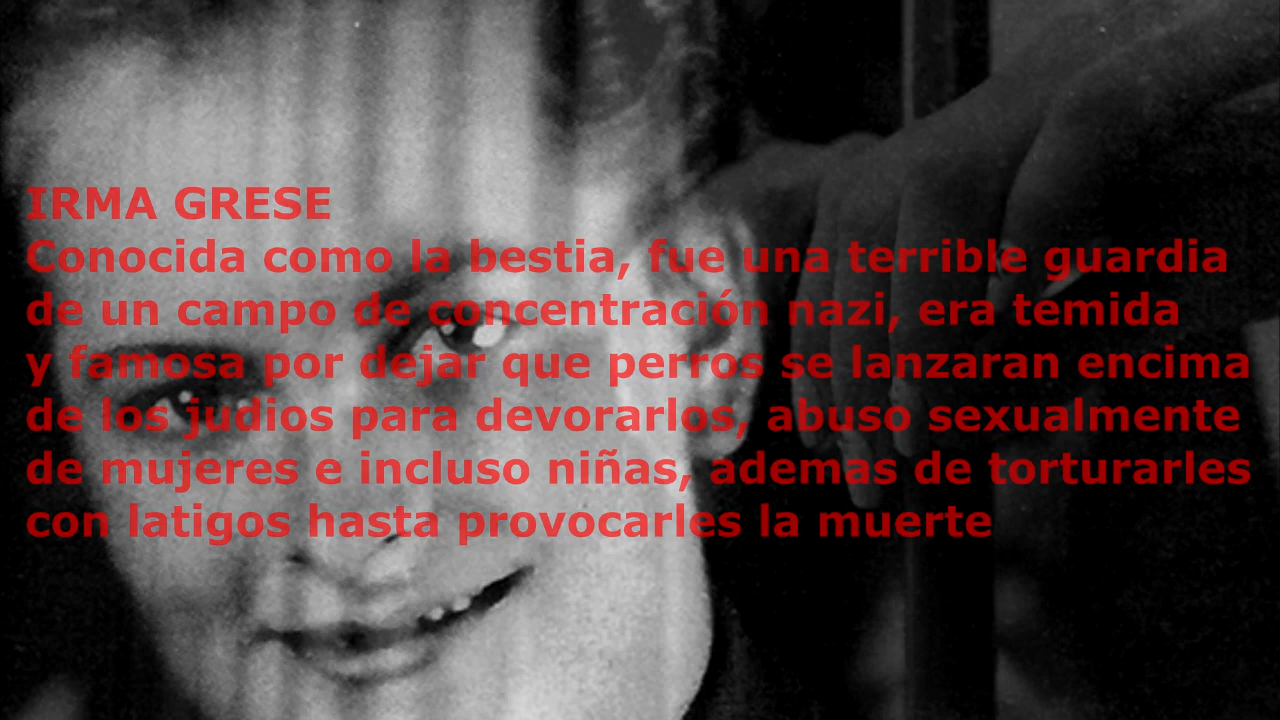 IRMA GRESE
Conocida como la bestia, fue una terrible guardia
de un campo de concentración nazi, era temida
y famosa por dejar que perros se lanzaran encima
de los judios para devorarlos, abuso sexualmente
de mujeres e incluso niñas, ademas de torturarles
con latigos hasta provocarles la muerte